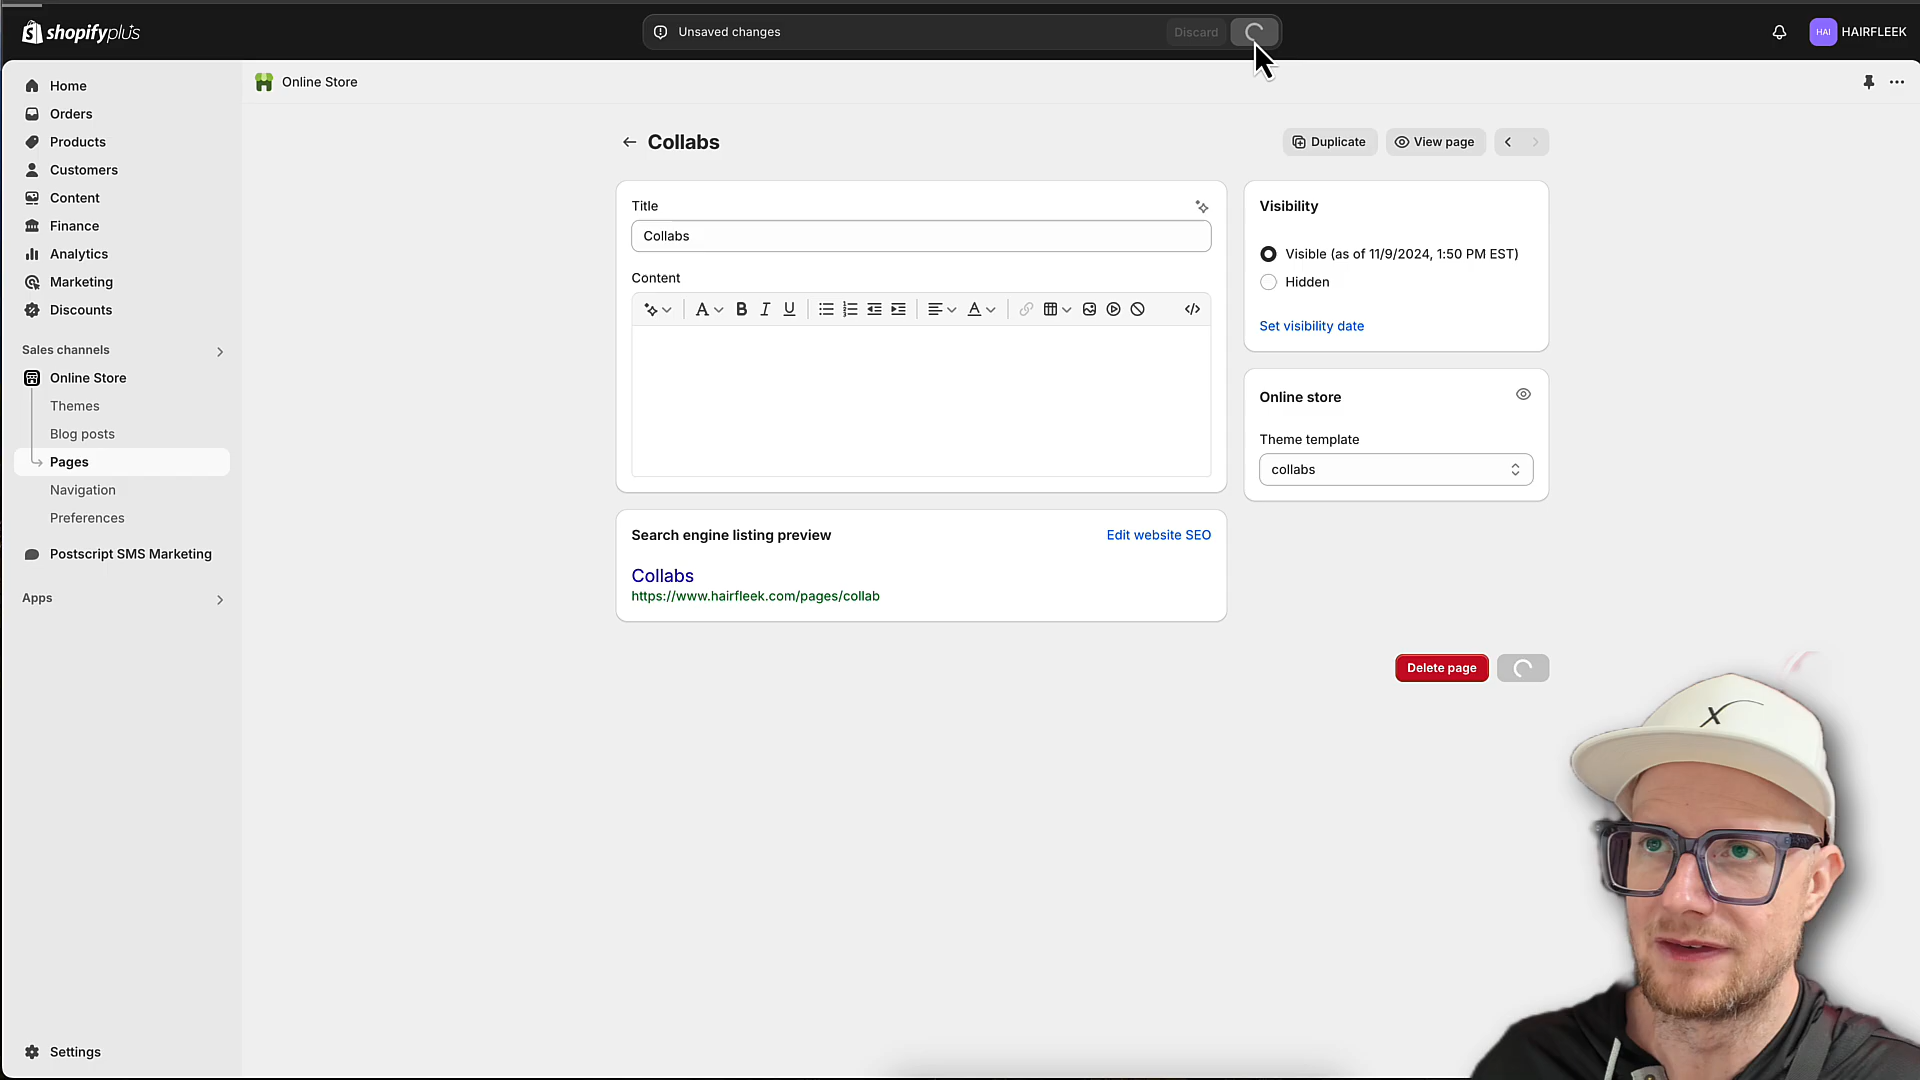 shopifyplus
Unsaved changes
Discard
HAI
HAIRFLEEK
Home
Orders
Products
Customers
Content
Finance
Analytics
Marketing
Discounts
Sales channels
Online Store
Themes
Blog posts
Pages
Navigation
Preferences
Postscript SMS Marketing
Apps
Settings
Online Store
Collabs
Duplicate
View page
Title
Collabs
Content
A B I U A
Search engine listing preview
Edit website SEO
Collabs
https://www.hairfleek.com/pages/collab
Visibility
Visible (as of 11/9/2024, 1:50 PM EST)
Hidden
Set visibility date
Online store
Theme template
collabs
Delete page
X